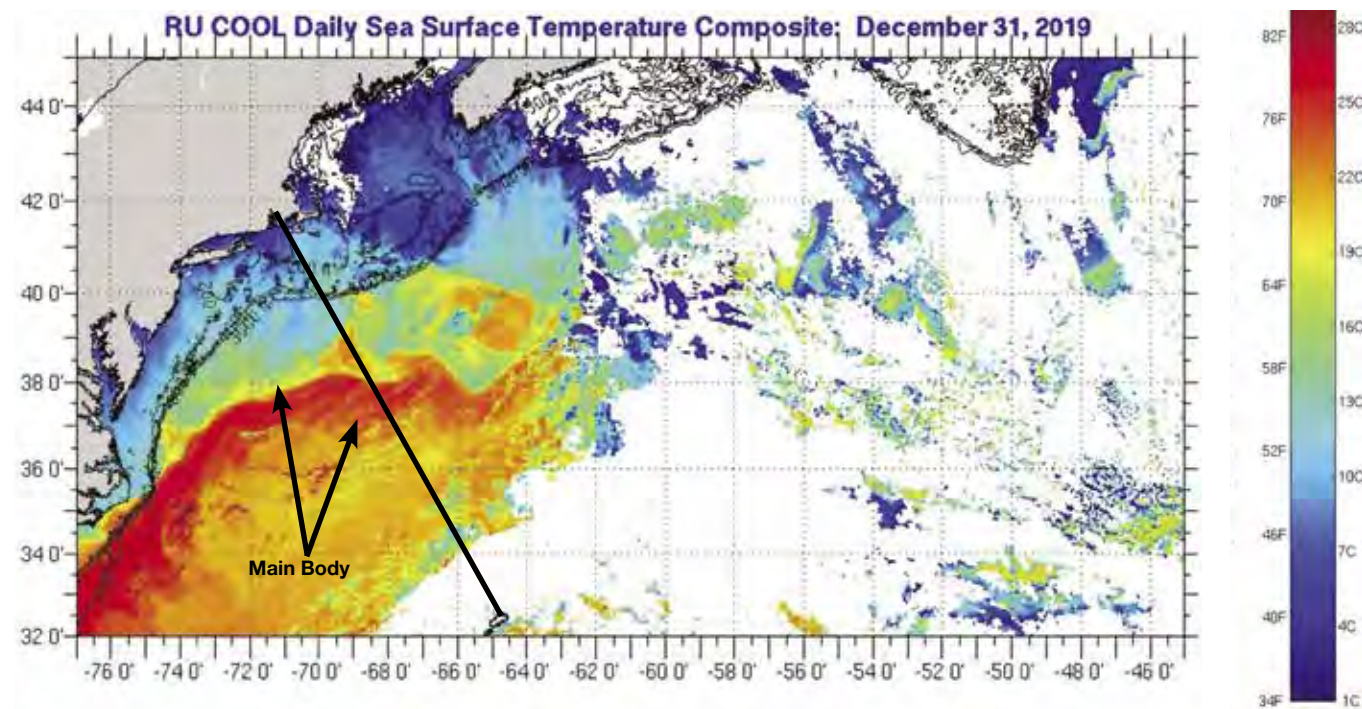 RU COOL Daily Sea Surface Temperature Composite: December 31, 2019
82F
28C
44 0'
25C
76F
22C
42 0'
70F
19C
40 0'
64F
16C
38 0'
58F
13C
36 0'
52F
10C
34 0'
46F
7C
Main Body
40F
4C
32 0'
-76 0' -74 0' -72 0' -70 0' -68 0' -66 0' -64 0' -62 0' -60 0' -58 0' -56 0' -54 0' -52 0' -50 0' -48 0' -46 0'
34F
1C